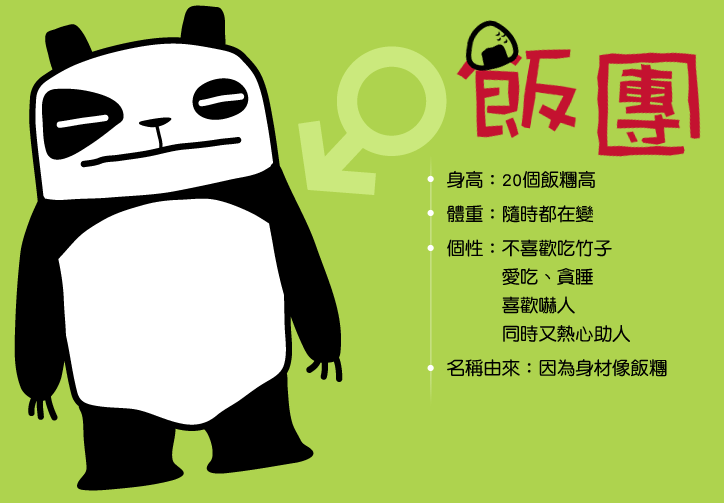 飯團
身高：20個飯糰高
體重：隨時都在變
個性：不喜歡吃竹子
愛吃、貪睡
喜歡嚇人
同時又熱心助人
名稱由來：因為身材像飯糰